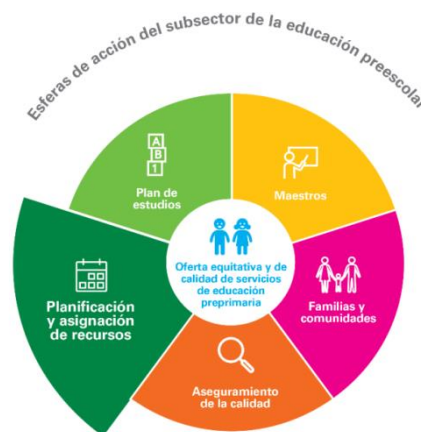 Esferas de acción del subsector de la educación preescolar
A
B
1
Plan de
estudios
Maestros
Oferta equitativa y de
calidad de servicios
de educación
preprimaria
Planificación
y asignación
de recursos
Familias y
comunidades
Aseguramiento
de la calidad